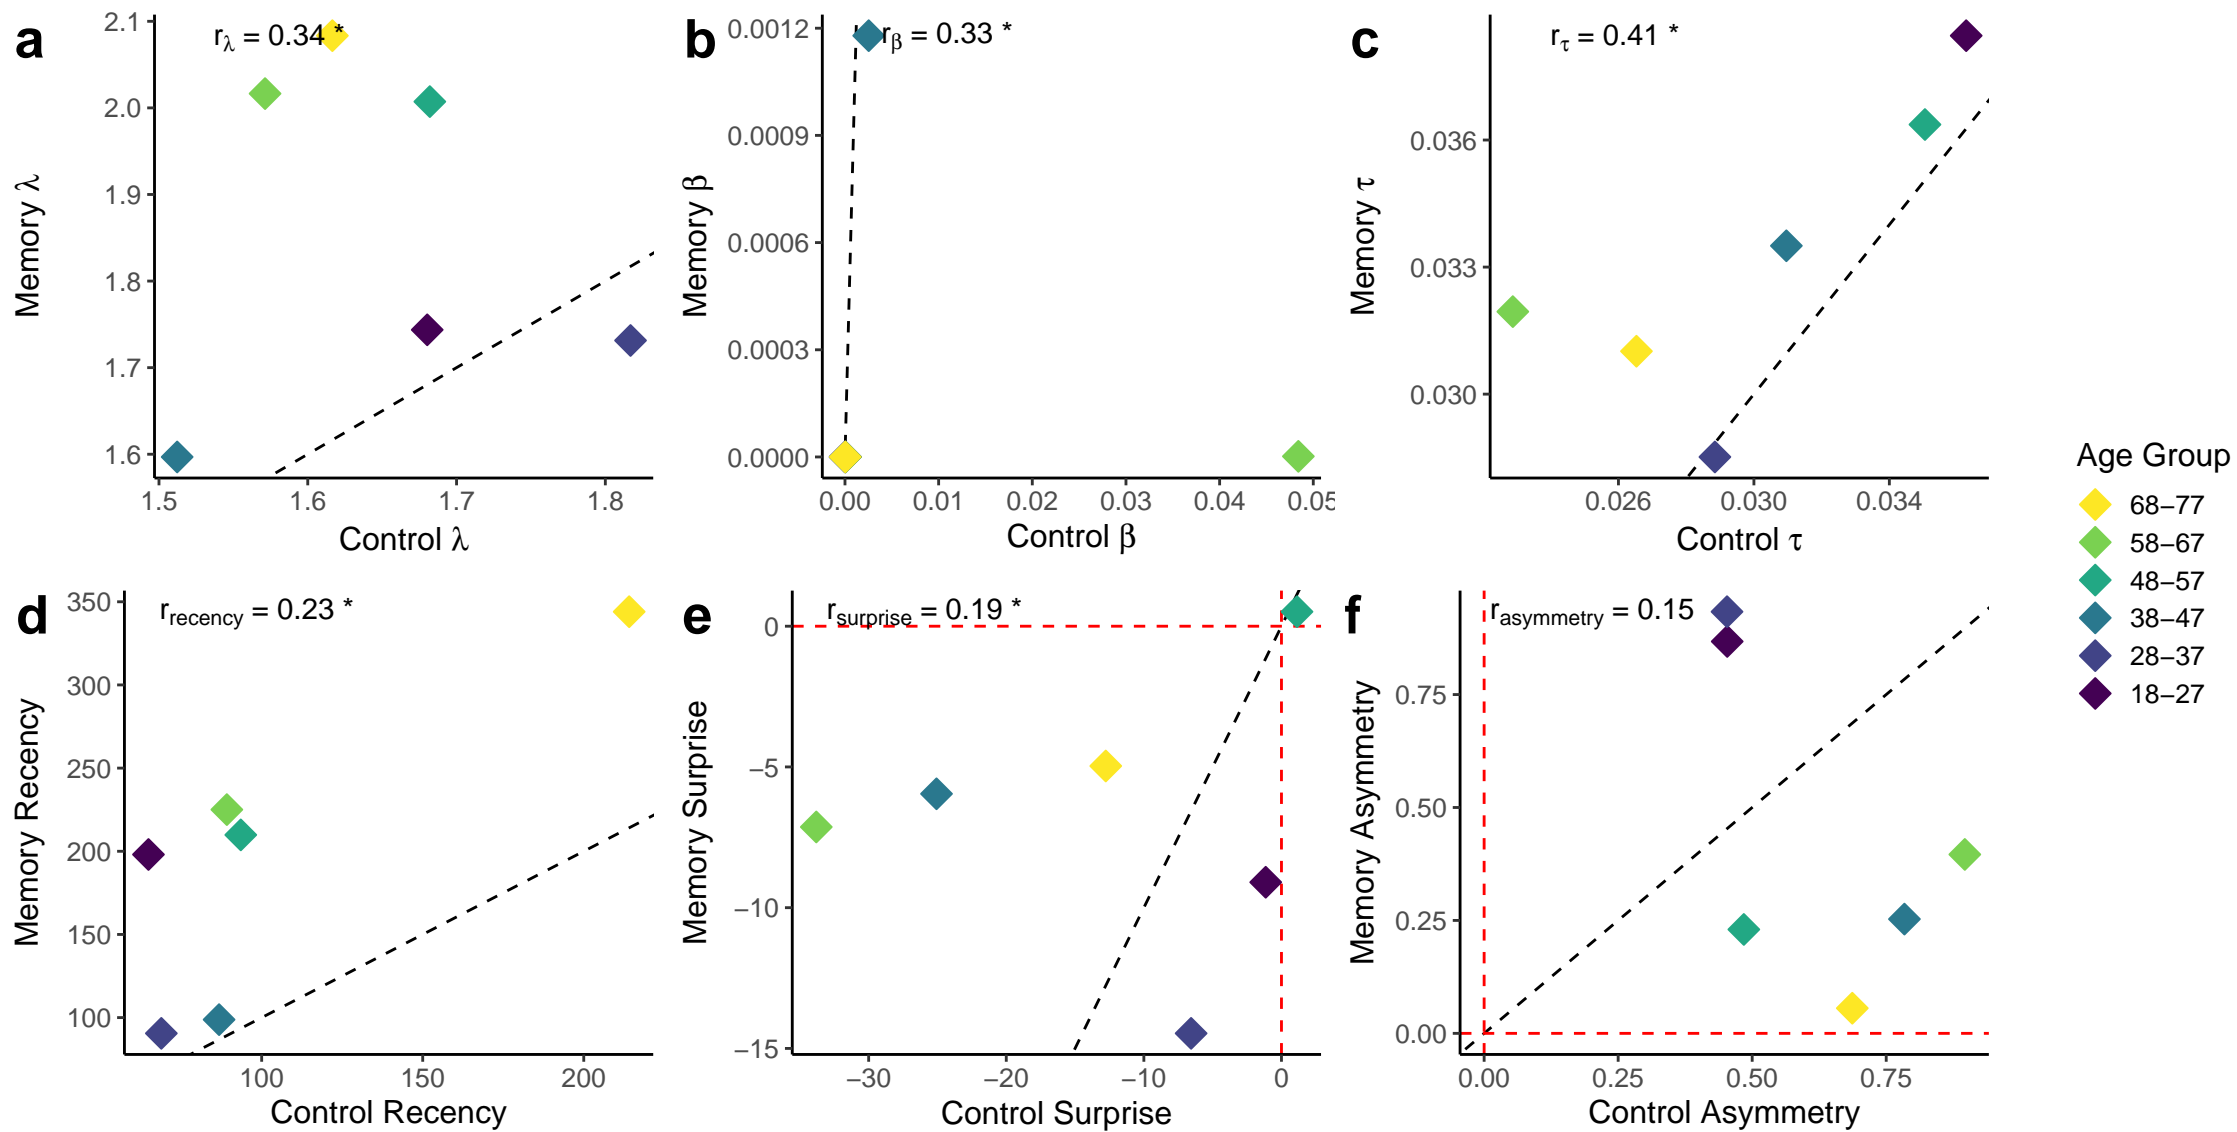 a
r_λ = 0.34 *
2.1
2.0
1.9
1.8
1.7
1.6
Memory λ
1.5 1.6 1.7 1.8
Control λ
b
r_β = 0.33 *
0.0012
0.0009
0.0006
0.0003
0.0000
Memory β
0.00 0.01 0.02 0.03 0.04 0.05
Control β
c
r_τ = 0.41 *
0.036
0.033
0.030
Memory τ
0.026 0.030 0.034
Control τ
d
r_recency = 0.23 *
350
300
250
200
150
100
Memory Recency
100 150 200
Control Recency
e
r_surprise = 0.19 *
0
−5
−10
−15
Memory Surprise
−30 −20 −10 0
Control Surprise
f
r_asymmetry = 0.15
0.75
0.50
0.25
0.00
Memory Asymmetry
0.00 0.25 0.50 0.75
Control Asymmetry
Age Group
68−77
58−67
48−57
38−47
28−37
18−27